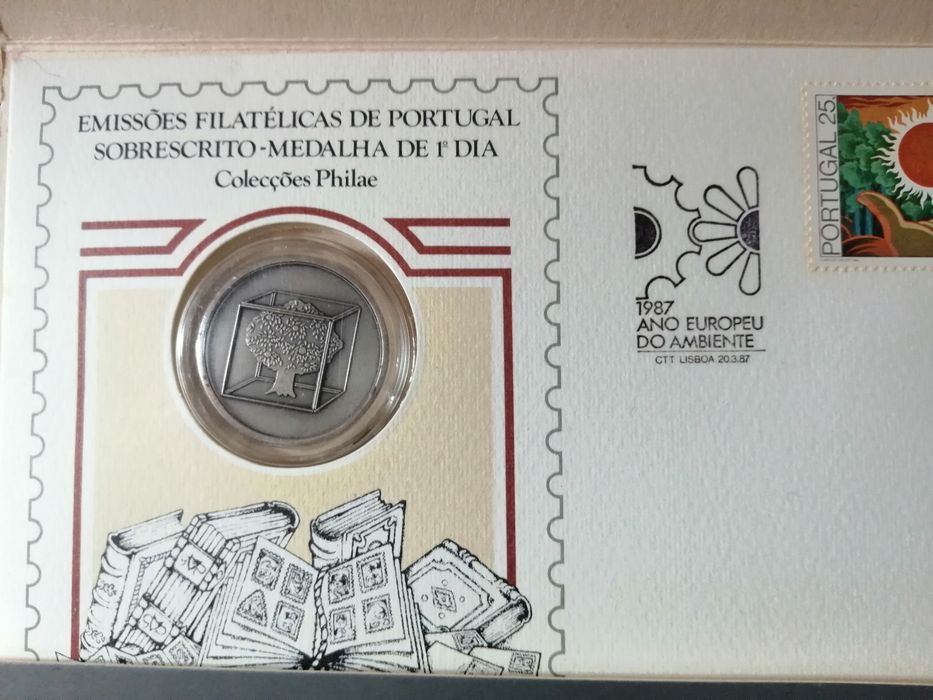 EMISSÕES FILATÉLICAS DE PORTUGAL
SOBRESCRITO-MEDALHA DE 1º DIA
Colecções Philae
1987
ANO EUROPEU
DO AMBIENTE
CTT LISBOA 20.3.87
PORTUGAL 25.